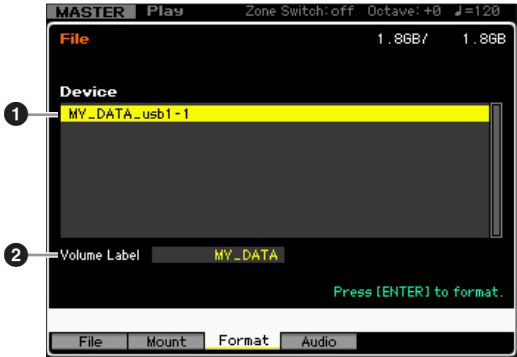 MASTER Play Zone Switch:off Octave:+0 ♩=120
File 1.8GB/ 1.8GB
Device
1 MY_DATA_usb1-1
2 Volume Label MY_DATA
Press [ENTER] to format.
File Mount Format Audio